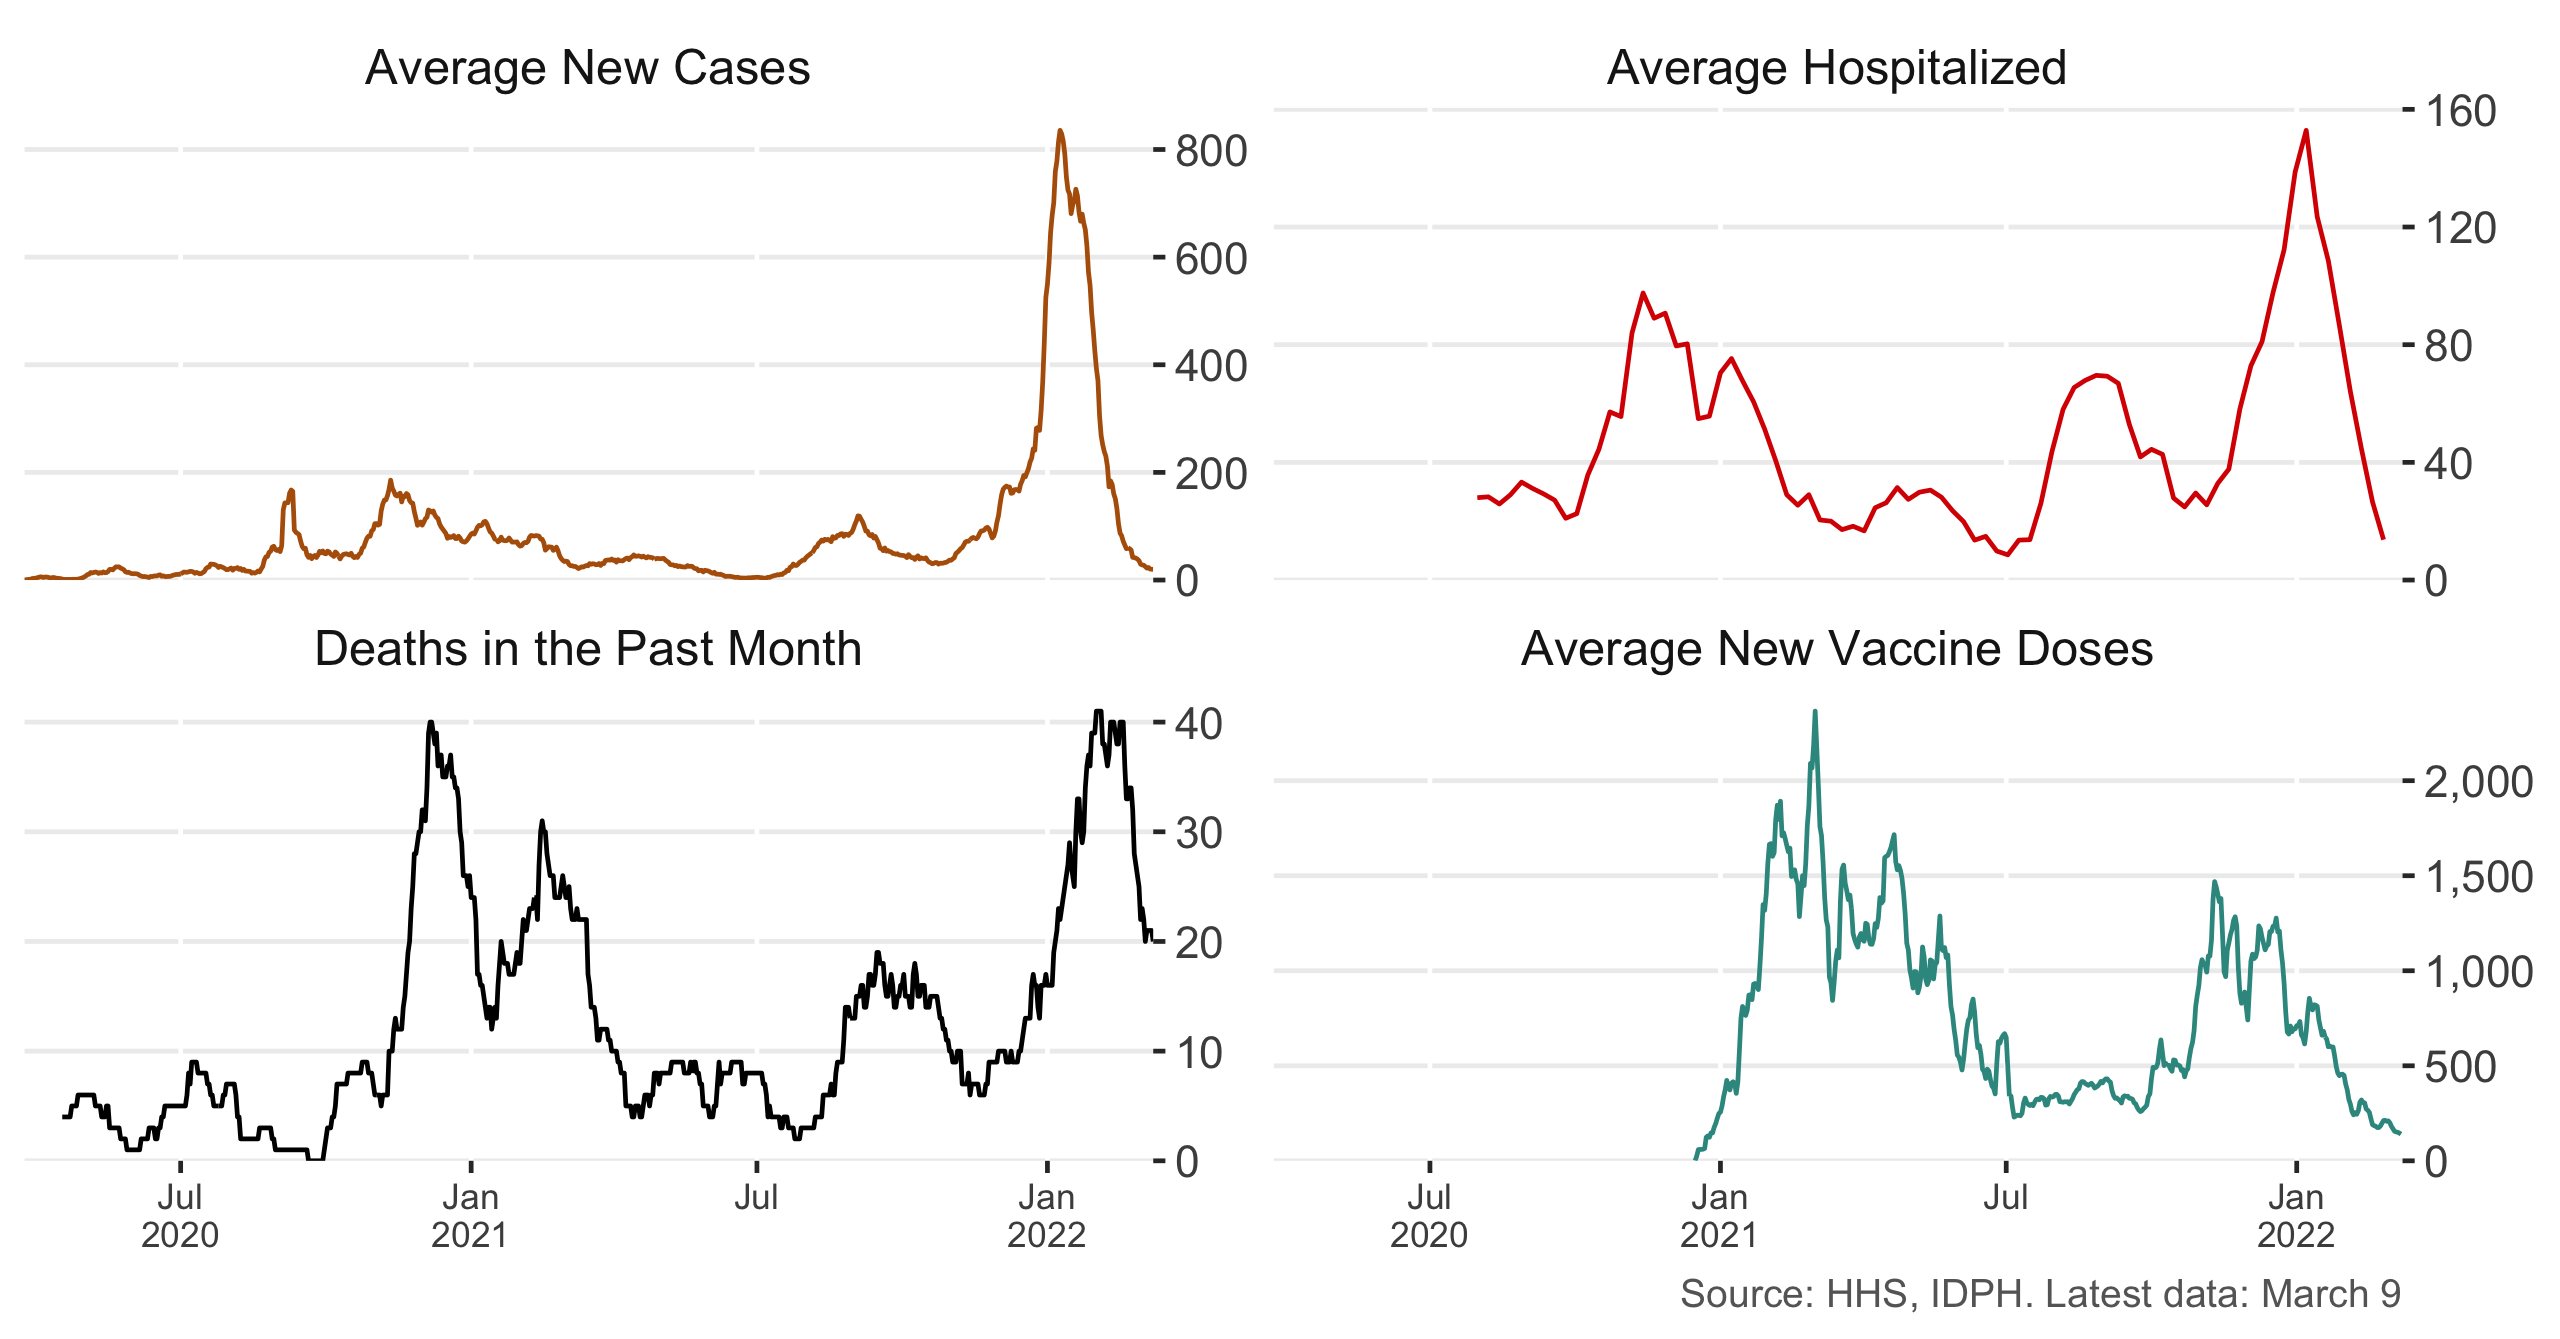 Average New Cases
800
600
400
200
0
Average Hospitalized
160
120
80
40
0
Deaths in the Past Month
40
30
20
10
0
Jul
2020
Jan
2021
Jul
Jan
2022
Average New Vaccine Doses
2,000
1,500
1,000
500
0
Jul
2020
Jan
2021
Jul
Jan
2022
Source: HHS, IDPH. Latest data: March 9